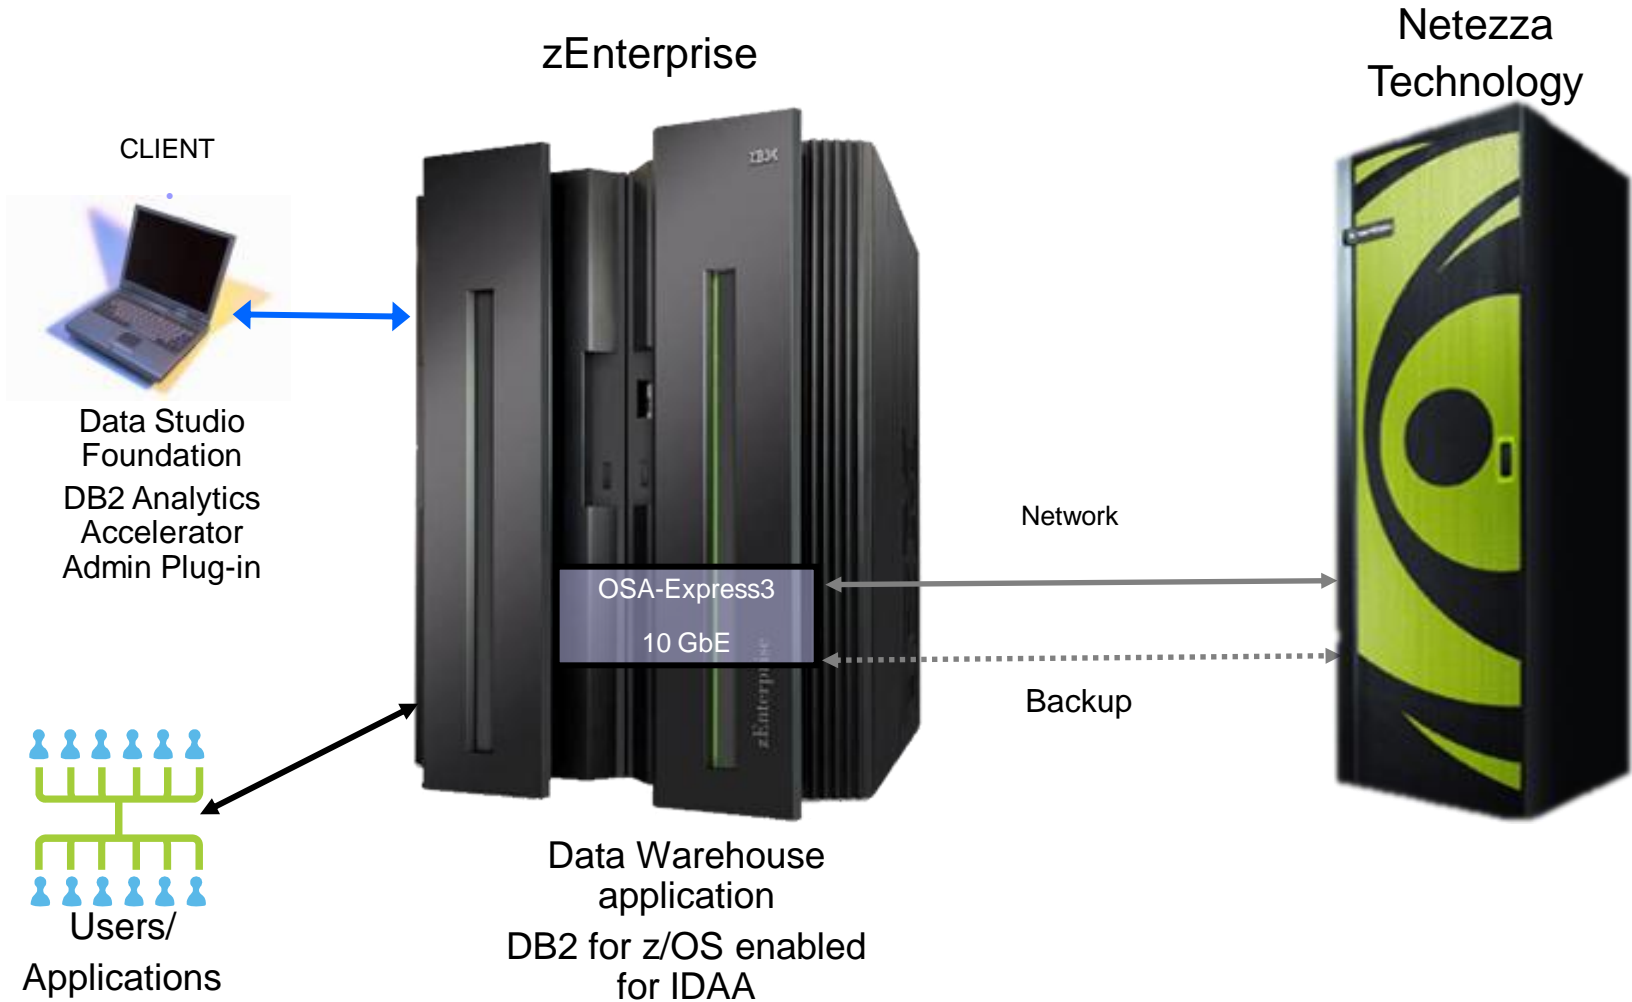 zEnterprise
Netezza
Technology
CLIENT
IBM
Data Studio
Foundation
DB2 Analytics
Accelerator
Admin Plug-in
OSA-Express3
10 GbE
zEnterprise
Network
Backup
Users/
Applications
Data Warehouse
application
DB2 for z/OS enabled
for IDAA